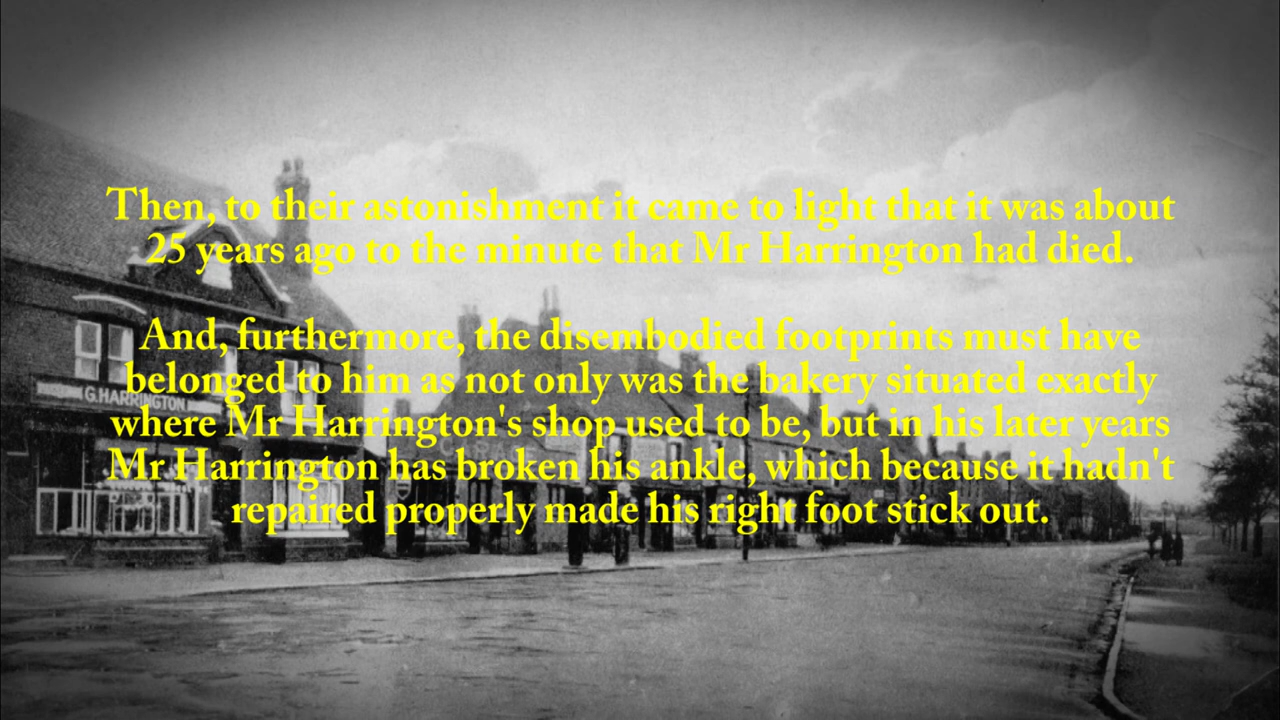 Then, to their astonishment it came to light that it was about
25 years ago to the minute that Mr Harrington had died.
And, furthermore, the disembodied footprints must have
belonged to him as not only was the bakery situated exactly
where Mr Harrington's shop used to be, but in his later years
Mr Harrington has broken his ankle, which because it hadn't
repaired properly made his right foot stick out.
G. HARRINGTON